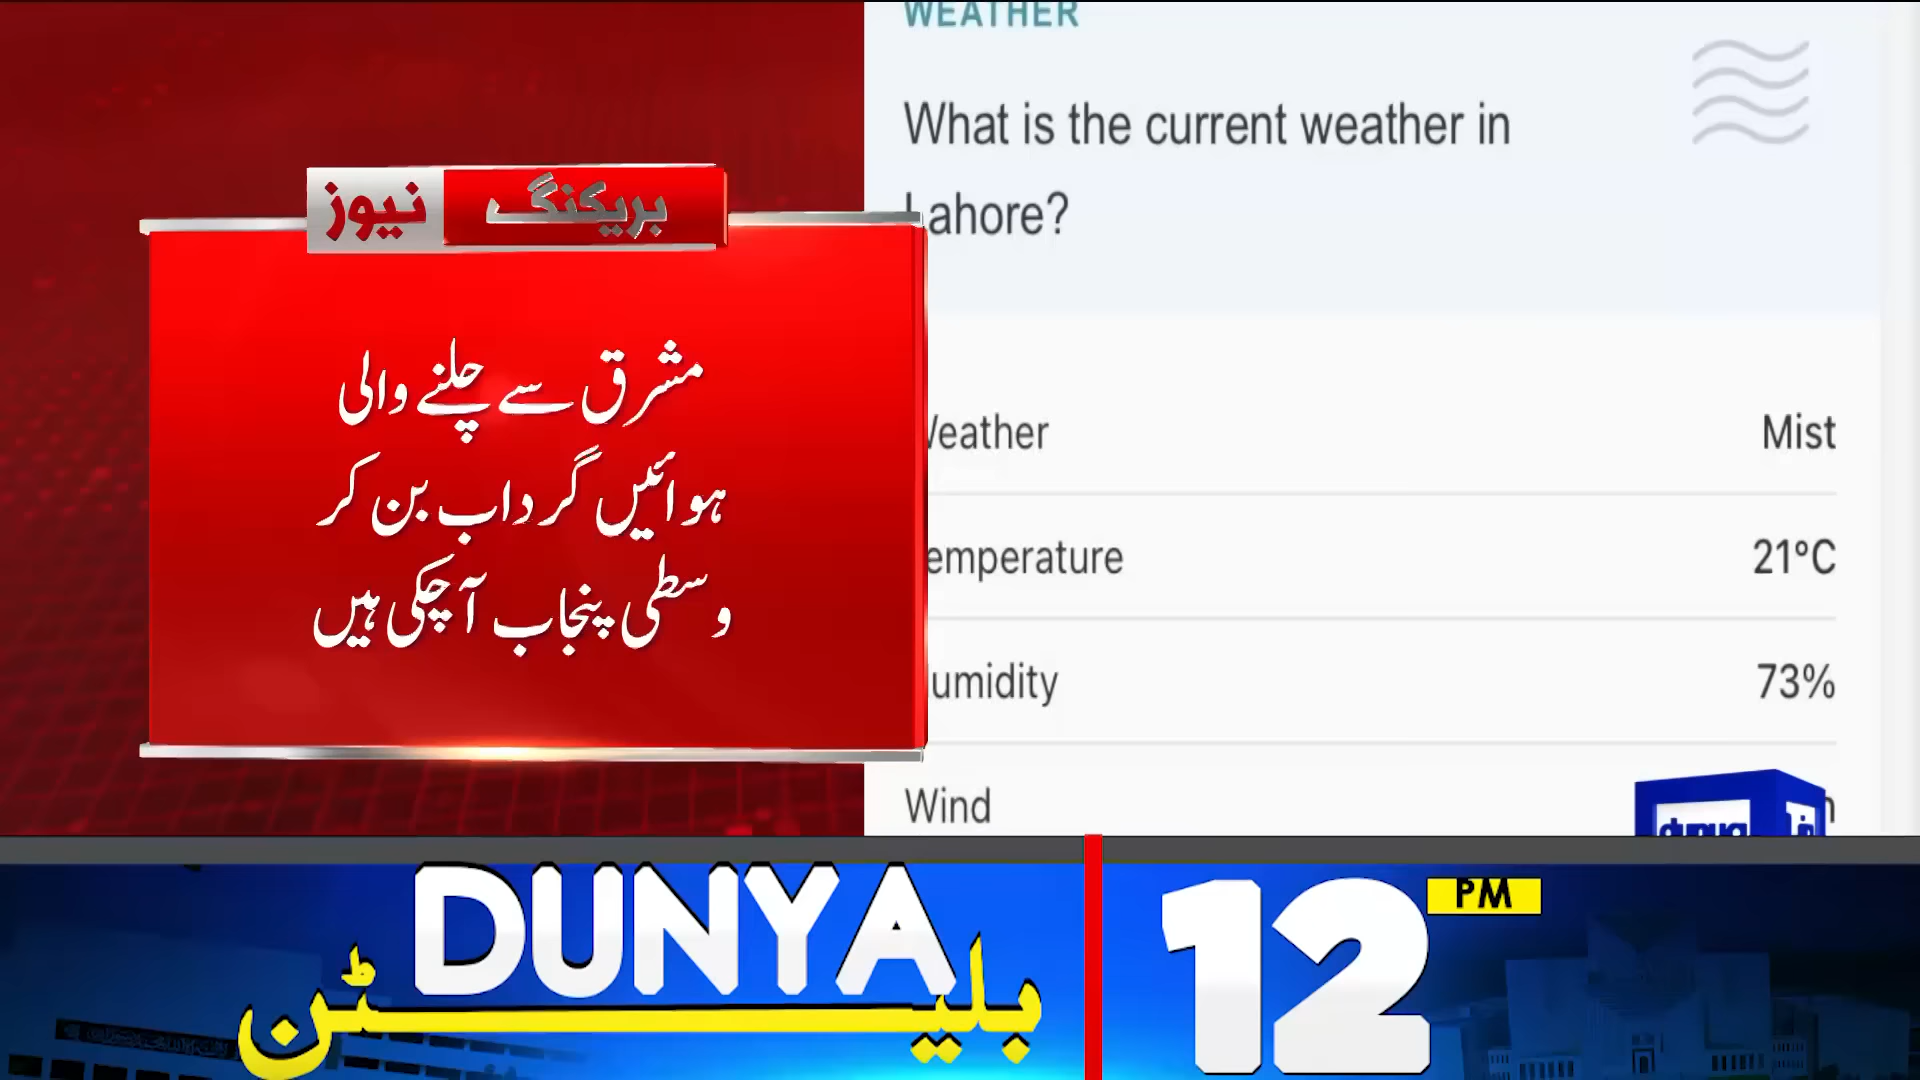 WEATHER
What is the current weather in
Lahore?
بریکنگ نیوز
مشرق سے چلنے والی
ہوائیں گرداب بن کر
وسطی پنجاب آچکی ہیں
Weather Mist
Temperature 21°C
Humidity 73%
Wind
dunya
DUNYA
بلیٹن
12 PM